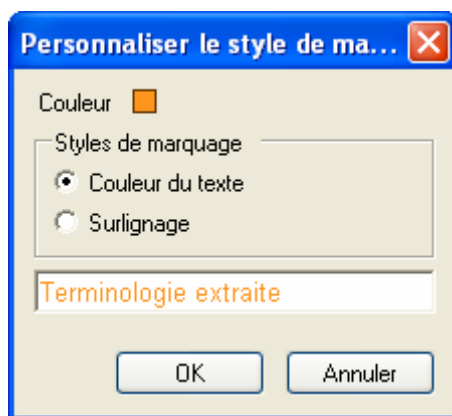 Personnaliser le style de ma...
Couleur
Styles de marquage
Couleur du texte
Surlignage
Terminologie extraite
OK
Annuler